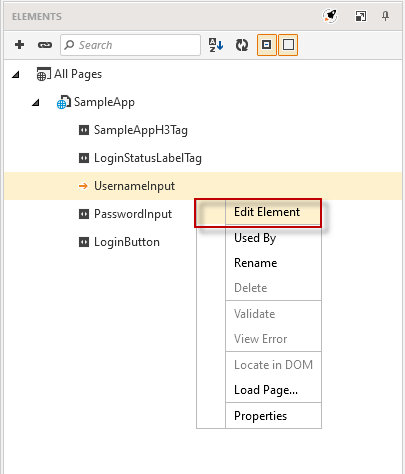 ELEMENTS
Search
All Pages
SampleApp
SampleAppH3Tag
LoginStatusLabelTag
UsernameInput
PasswordInput
LoginButton
Edit Element
Used By
Rename
Delete
Validate
View Error
Locate in DOM
Load Page...
Properties